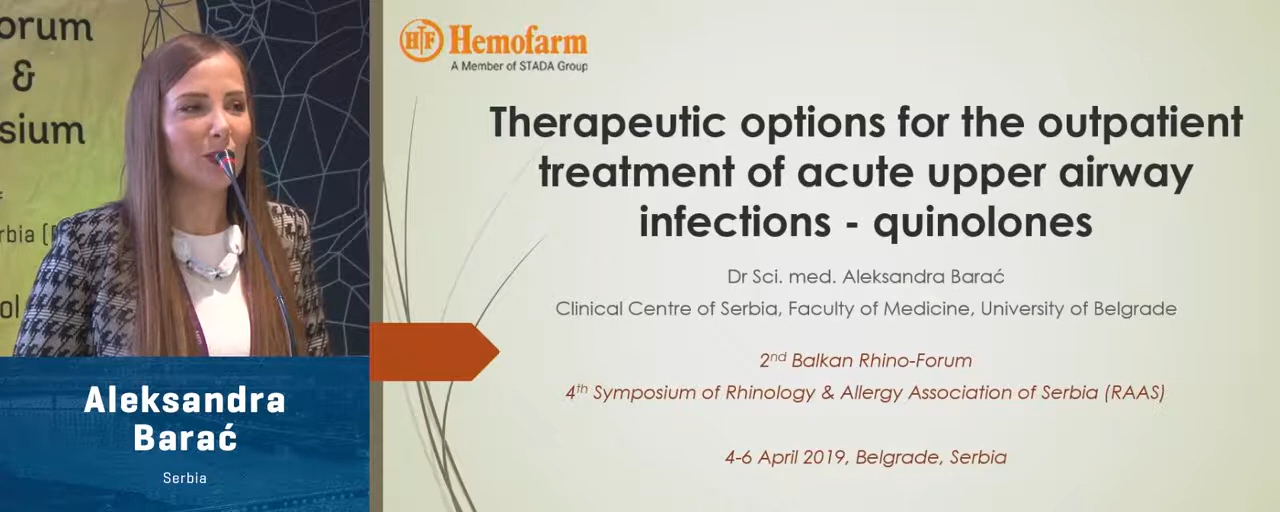 orum
&
sium
rbia (
ol
Aleksandra
Barać
Serbia
HF Hemofarm
A Member of STADA Group
Therapeutic options for the outpatient
treatment of acute upper airway
infections - quinolones
Dr Sci. med. Aleksandra Barać
Clinical Centre of Serbia, Faculty of Medicine, University of Belgrade
2nd Balkan Rhino-Forum
4th Symposium of Rhinology & Allergy Association of Serbia (RAAS)
4-6 April 2019, Belgrade, Serbia